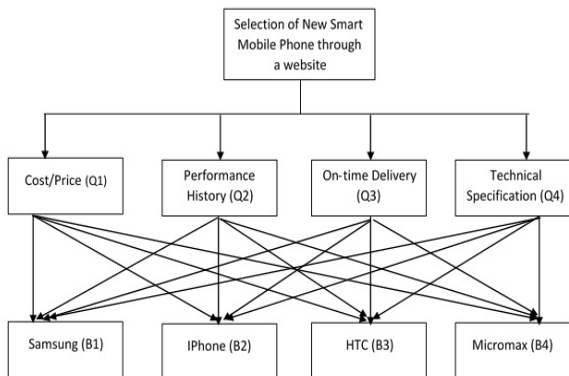 Selection of New Smart
Mobile Phone through
a website
Cost/Price (Q1)
Performance
History (Q2)
On-time Delivery
(Q3)
Technical
Specification (Q4)
Samsung (B1)
IPhone (B2)
HTC (B3)
Micromax (B4)